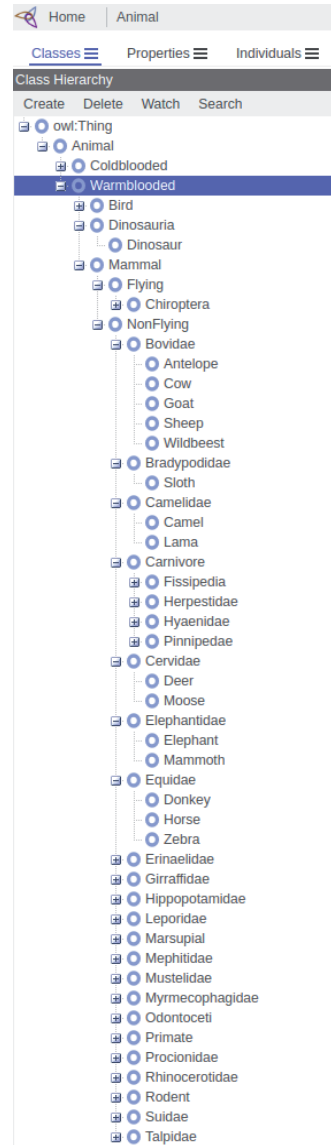 Home Animal
Classes Properties Individuals
Class Hierarchy
Create Delete Watch Search
owl:Thing
Animal
Coldblooded
Warmblooded
Bird
Dinosauria
Dinosaur
Mammal
Flying
Chiroptera
NonFlying
Bovidae
Antelope
Cow
Goat
Sheep
Wildbeest
Bradypodidae
Sloth
Camelidae
Camel
Lama
Carnivore
Fissipedia
Herpestidae
Hyaenidae
Pinnipedae
Cervidae
Deer
Moose
Elephantidae
Elephant
Mammoth
Equidae
Donkey
Horse
Zebra
Erinaelidae
Girraffidae
Hippopotamidae
Leporidae
Marsupial
Mephitidae
Mustelidae
Myrmecophagidae
Odontoceti
Primate
Procionidae
Rhinocerotidae
Rodent
Suidae
Talpidae